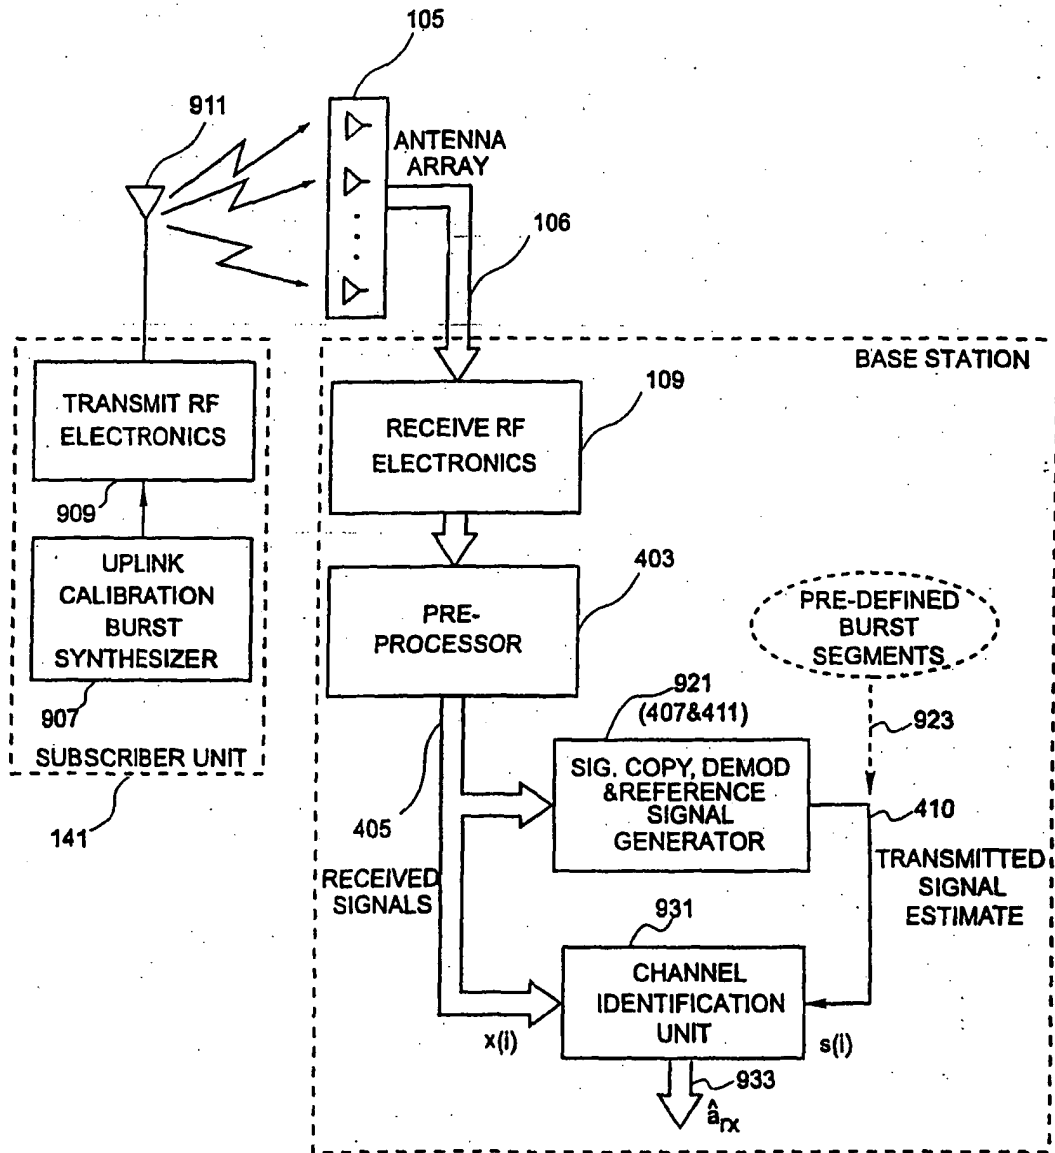 105
911
ANTENNA
ARRAY
106
BASE STATION
TRANSMIT RF
ELECTRONICS
109
RECEIVE RF
ELECTRONICS
909
UPLINK
CALIBRATION
BURST
SYNTHESIZER
403
PRE-
PROCESSOR
PRE-DEFINED
BURST
SEGMENTS
907
921
(407&411)
923
SUBSCRIBER UNIT
SIG. COPY, DEMOD
&REFERENCE
SIGNAL
GENERATOR
141
405
410
RECEIVED
SIGNALS
TRANSMITTED
SIGNAL
ESTIMATE
931
CHANNEL
IDENTIFICATION
UNIT
x(i)
s(i)
933
â_rx